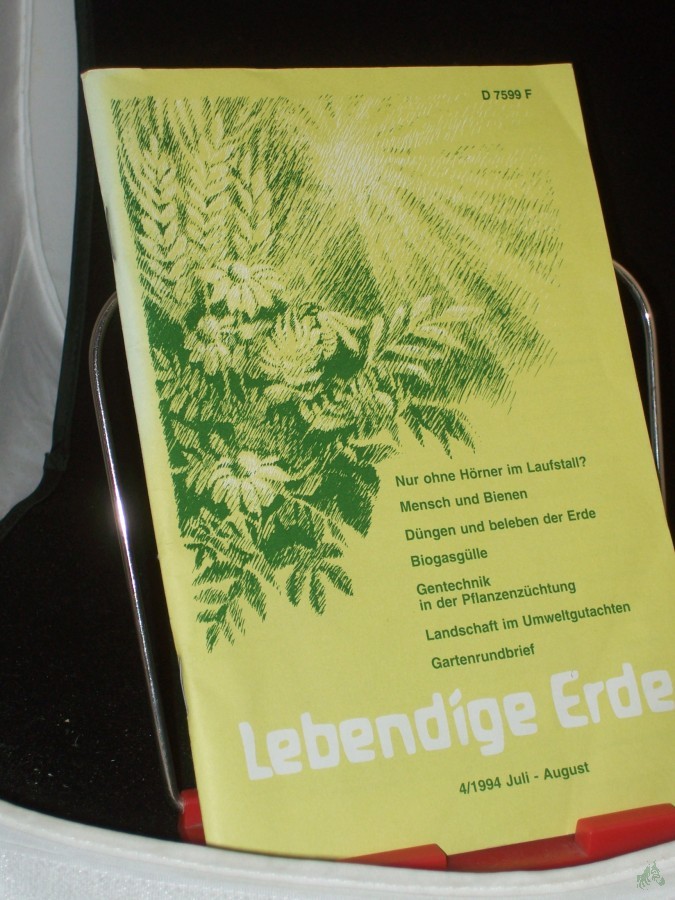 D 7599 F
Nur ohne Hörner im Laufstall?
Mensch und Bienen
Düngen und beleben der Erde
Biogasgülle
Gentechnik
in der Pflanzenzüchtung
Landschaft im Umweltgutachten
Gartenrundbrief
Lebendige Erde
4/1994 Juli - August